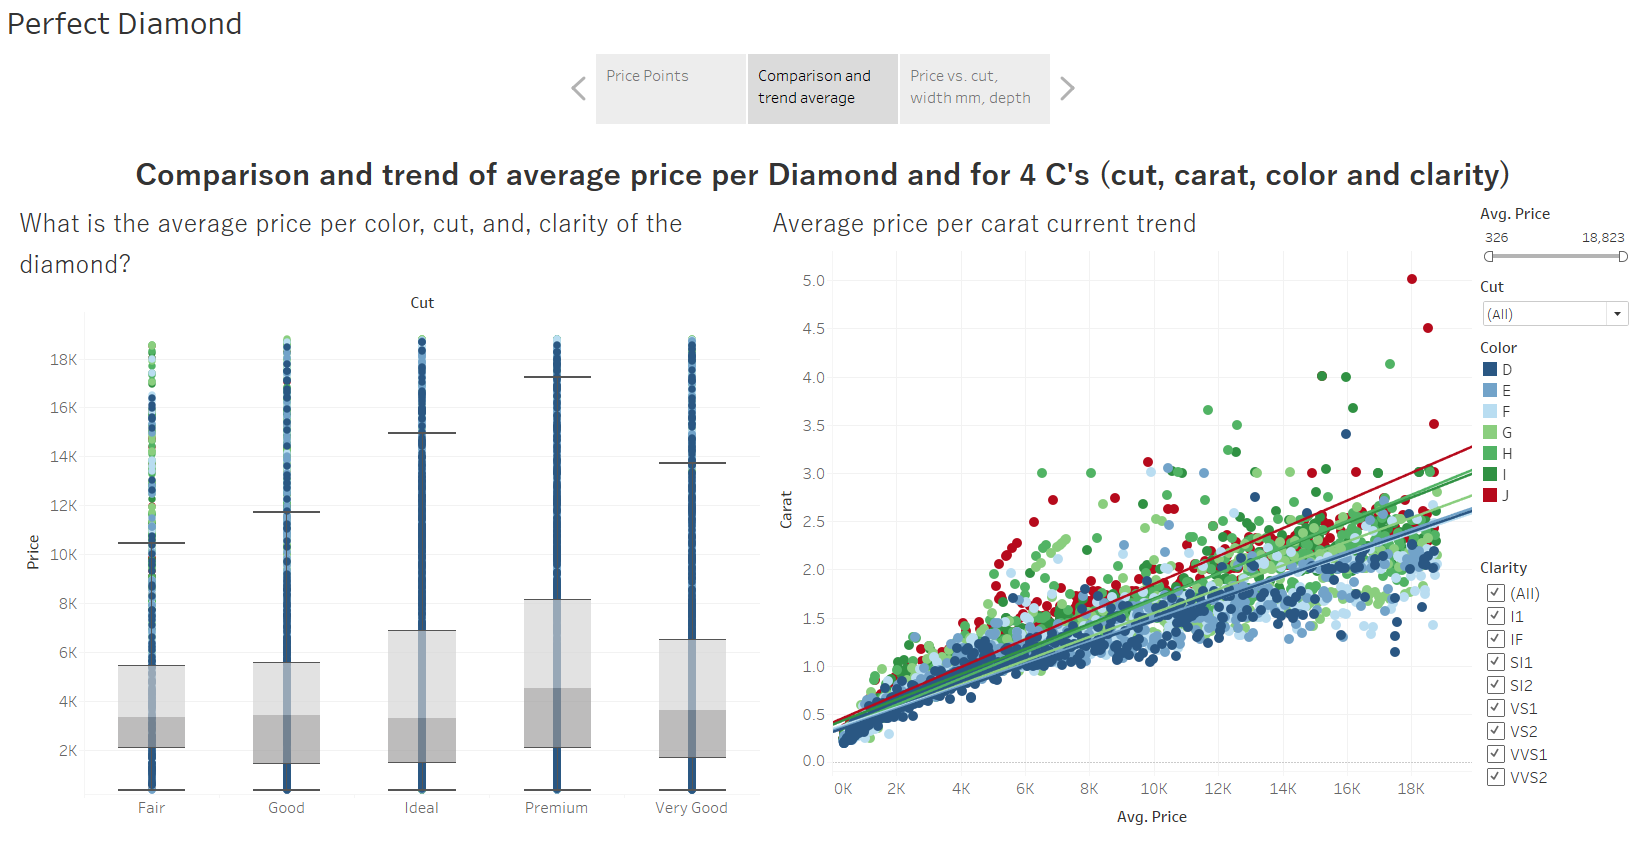 Perfect Diamond
Price Points
Comparison and
trend average
Price vs. cut,
width mm, depth
Comparison and trend of average price per Diamond and for 4 C's (cut, carat, color and clarity)
What is the average price per color, cut, and, clarity of the
diamond?
Cut
Price
18K
16K
14K
12K
10K
8K
6K
4K
2K
Fair
Good
Ideal
Premium
Very Good
Average price per carat current trend
Carat
5.0
4.5
4.0
3.5
3.0
2.5
2.0
1.5
1.0
0.5
0.0
0K
2K
4K
6K
8K
10K
12K
14K
16K
18K
Avg. Price
Avg. Price
326
18,823
Cut
(All)
Color
D
E
F
G
H
I
J
Clarity
(All)
I1
IF
SI1
SI2
VS1
VS2
VVS1
VVS2